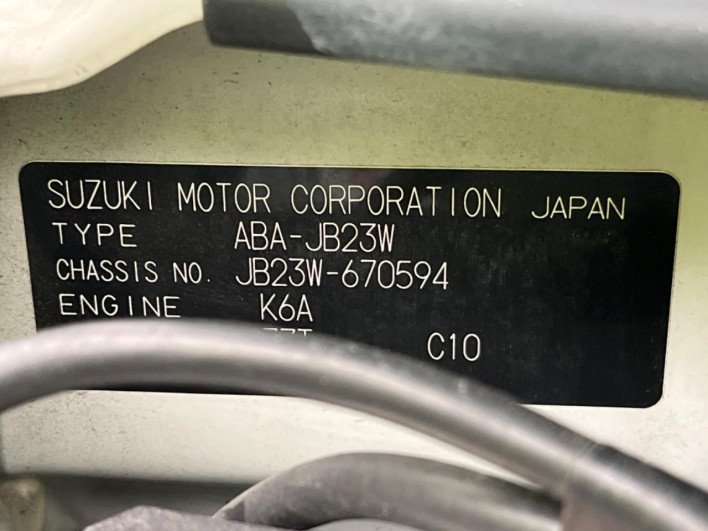 SUZUKI MOTOR CORPORATION JAPAN
TYPE ABA-JB23W
CHASSIS NO. JB23W-670594
ENGINE K6A
C10